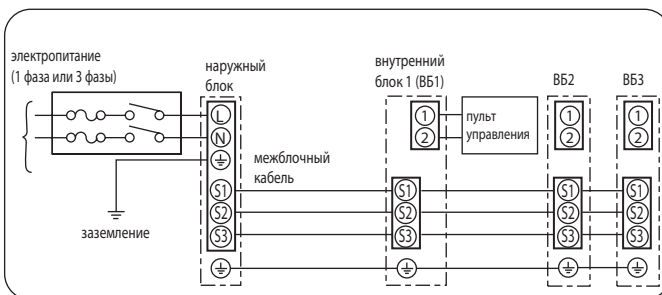 электропитание
(1 фаза или 3 фазы)
наружный
блок
внутренний
блок 1 (ВБ1)
ВБ2
ВБ3
L
N
1
2
пульт
управления
1
2
1
2
межблочный
кабель
заземление
S1
S2
S3
S1
S2
S3
S1
S2
S3
S1
S2
S3